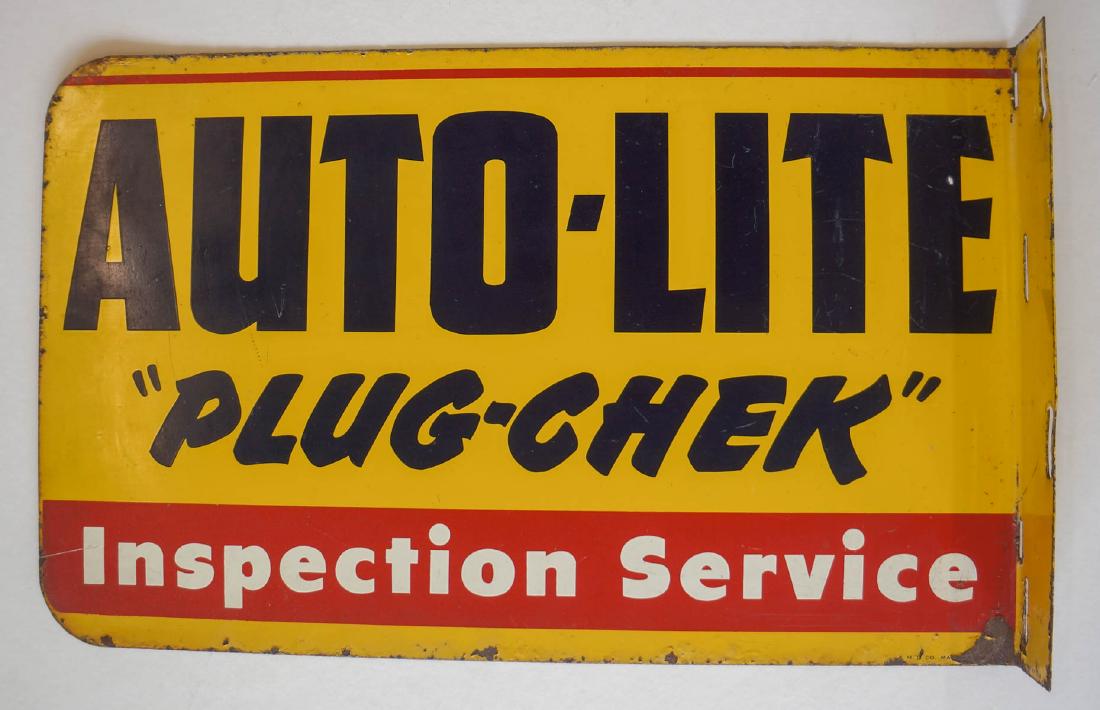 AUTO-LITE
"PLUG-CHEK"
Inspection Service